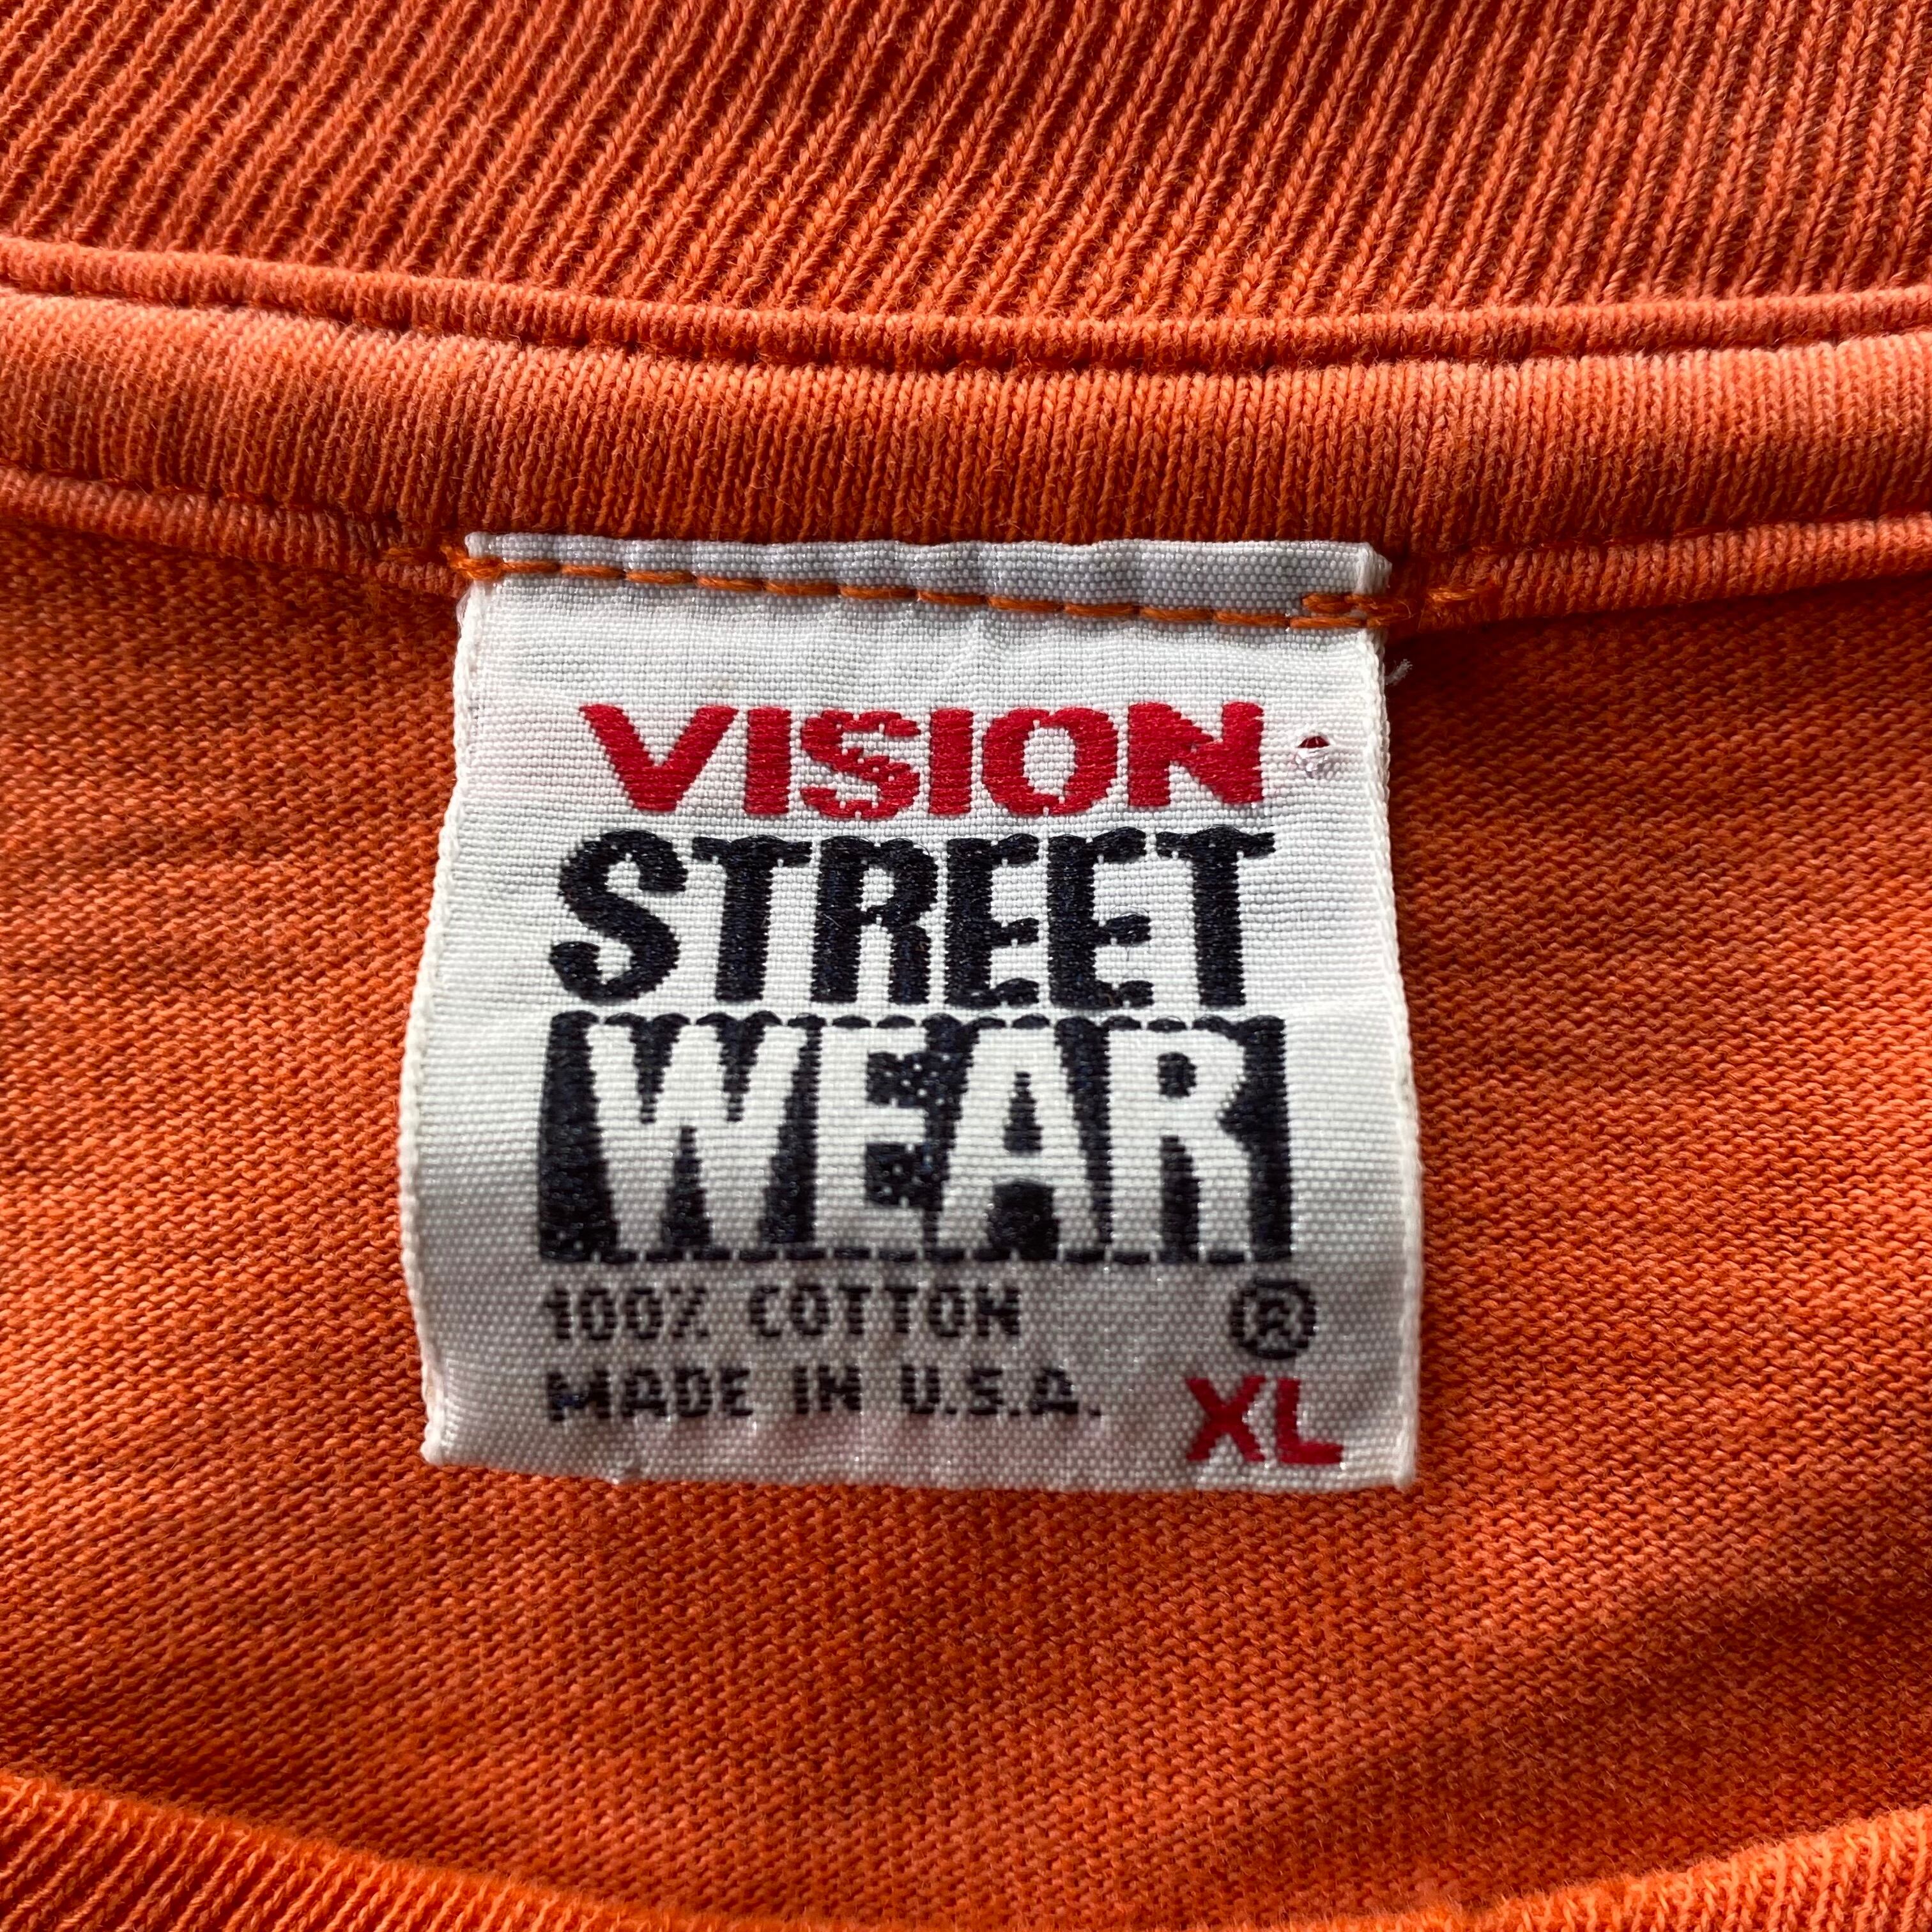 VISION
STREET
WEAR
100% COTTON ®
MADE IN U.S.A. XL